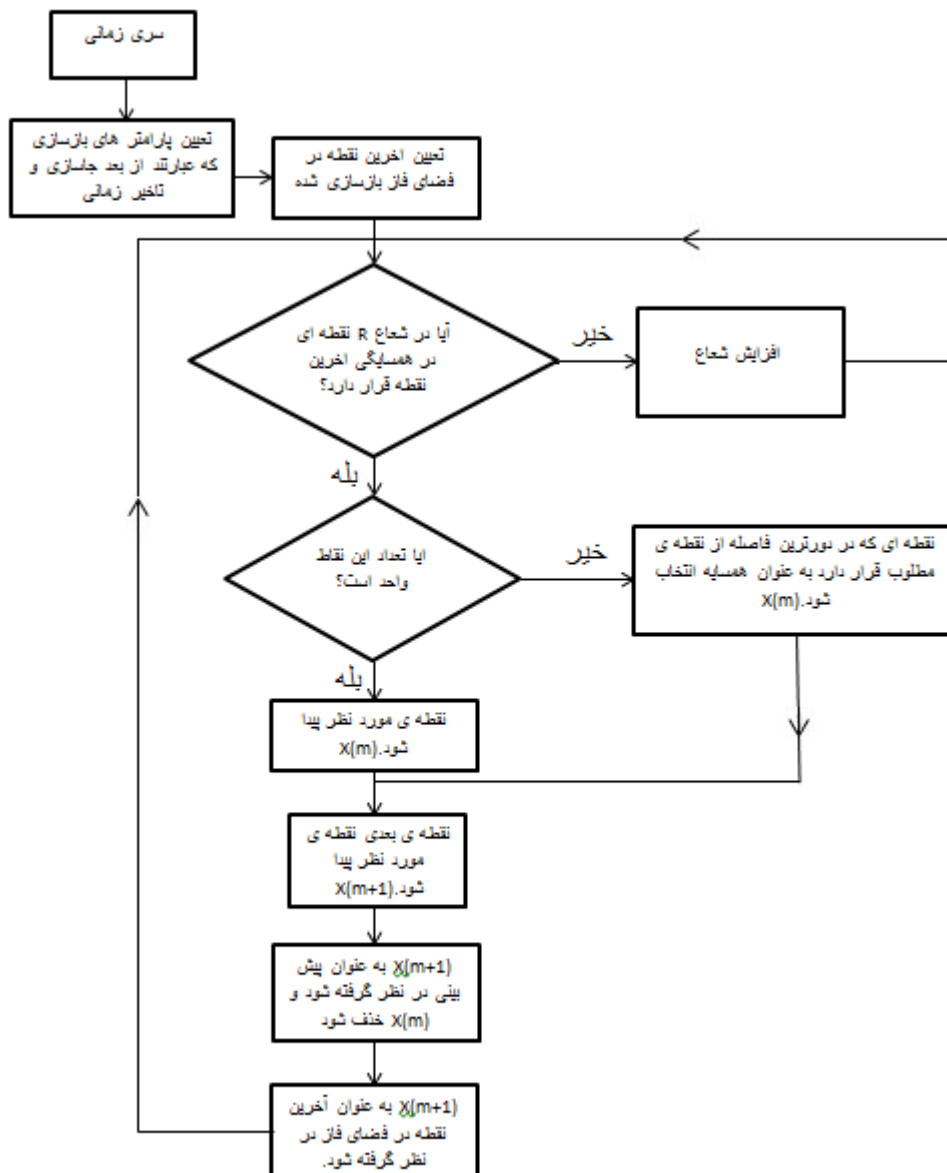 سری زمانی
تعیین پارامتر های بازسازی
که عبارتند از بعد جاسازی و
تاخیر زمانی
تعیین اخرین نقطه در
فضای فاز بازسازی شده
آیا در شعاع R نقطه ای
در همسایگی اخرین
نقطه قرار دارد؟
خیر
افزایش شعاع
بله
ایا تعداد این نقاط
واحد است؟
خیر
نقطه ای که در دورترین فاصله از نقطه ی
مطلوب قرار دارد به عنوان همسایه انتخاب
شود.X(m)
بله
نقطه ی مورد نظر پیدا
شود.X(m)
نقطه ی بعدی نقطه ی
مورد نظر پیدا
شود.X(m+1)
X(m+1) به عنوان پیش
بینی در نظر گرفته شود و
X(m) خذف شود
X(m+1) به عنوان آخرین
نقطه در فضای فاز در
نظر گرفته شود.